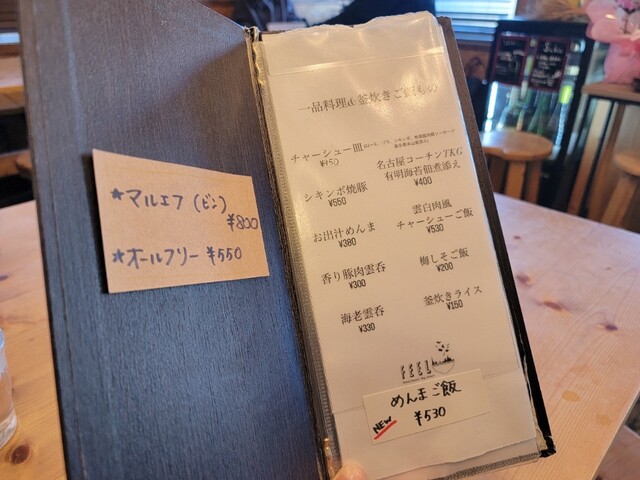 ★マルエフ(ビン)
¥800
★オールフリー ¥550
一品料理& 釜炊きご飯もの
チャーシュー皿
¥950
シキンボ焼豚
¥550
お出汁めんま
¥380
香り豚肉雲呑
¥300
海老雲呑
¥330
名古屋コーチンTKG
有明海苔佃煮添え
¥400
雲白肉風
チャーシューご飯
¥530
梅しそご飯
¥200
釜炊きライス
¥150
FEEL
めんまご飯
NEW
¥530